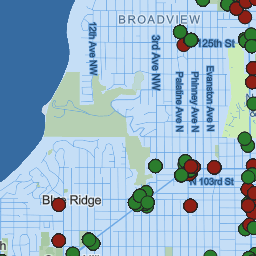 BROADVIEW
125th St
12th Ave NW
3rd Ave NW
Palatine Ave N
Phinney Ave N
Evanston Ave N
N 103rd St
Blue Ridge